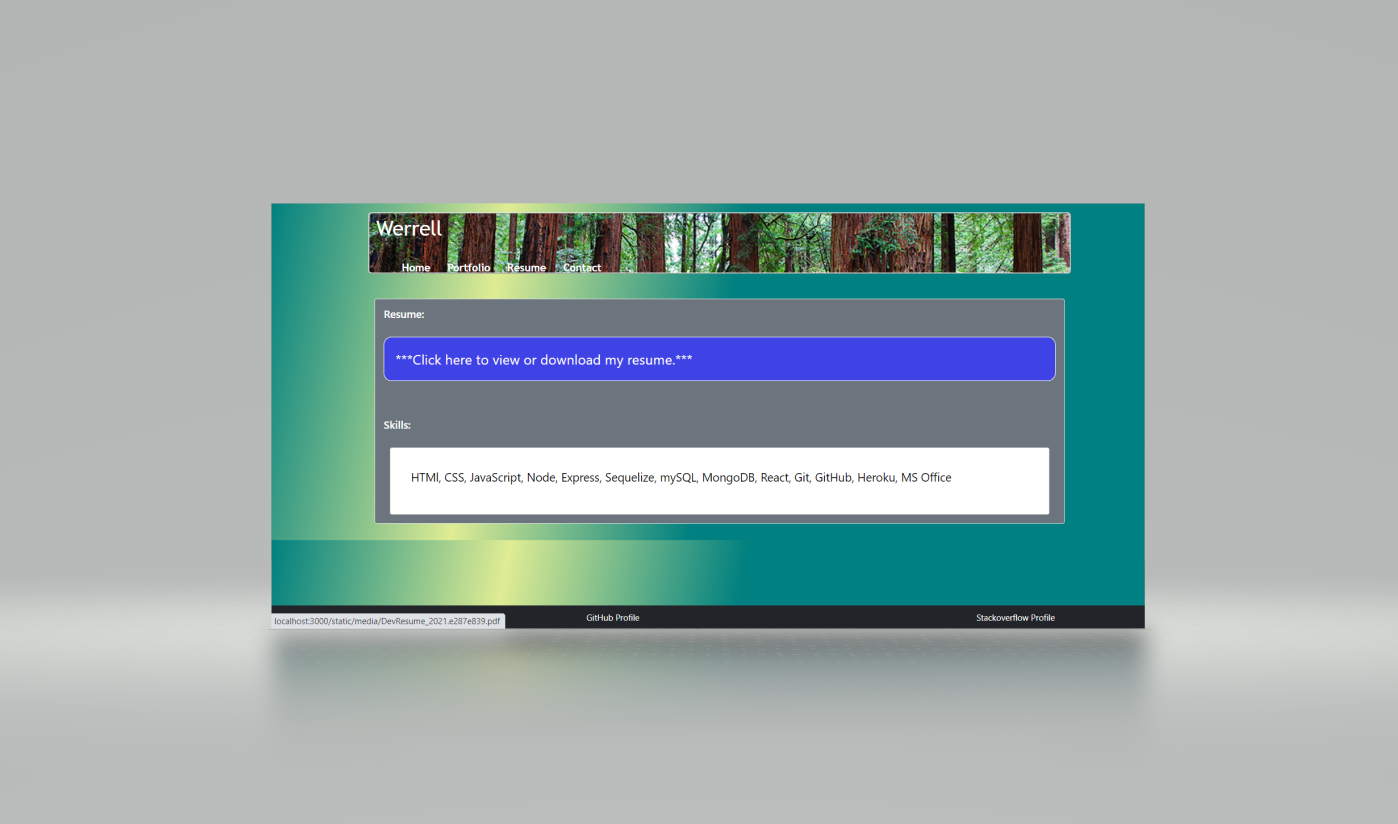 Werrell
Home Portfolio Resume Contact
Resume:
***Click here to view or download my resume.***
Skills:
HTMl, CSS, JavaScript, Node, Express, Sequelize, mySQL, MongoDB, React, Git, GitHub, Heroku, MS Office
localhost:3000/static/media/DevResume_2021.e287e839.pdf
GitHub Profile
Stackoverflow Profile